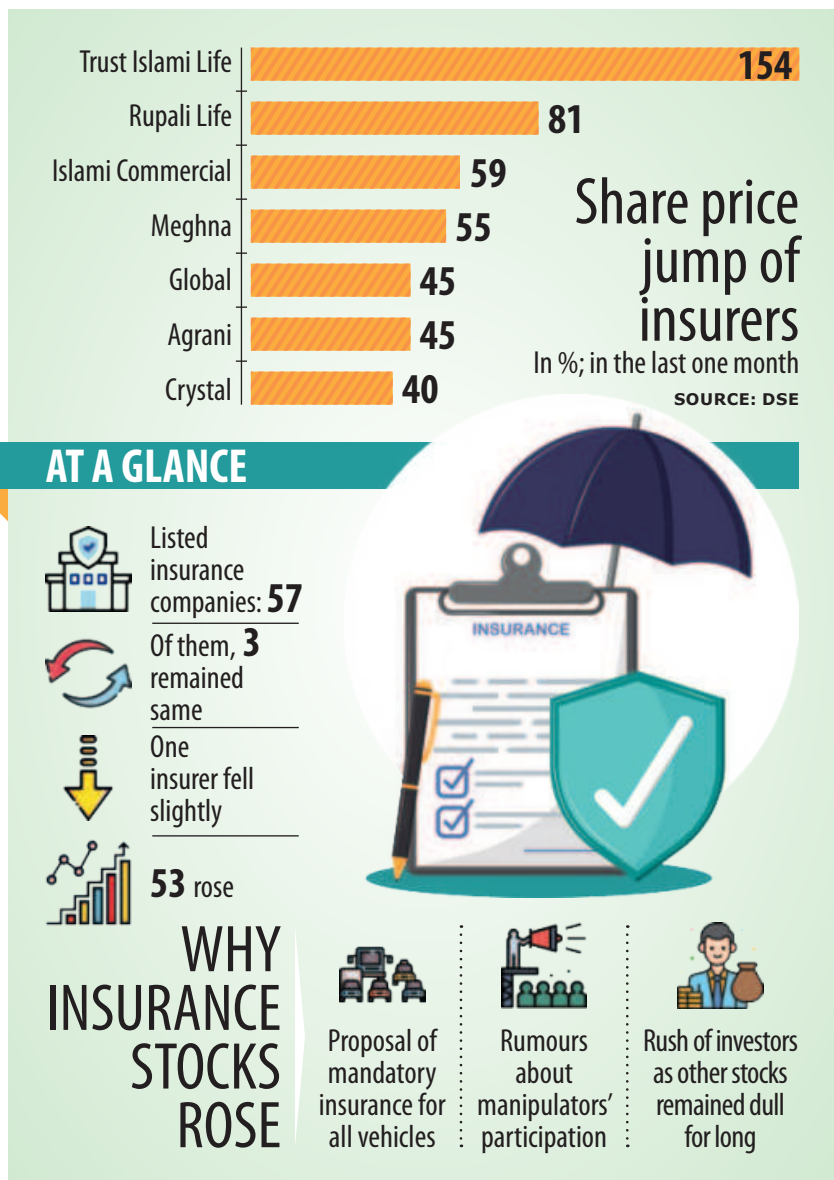 Trust Islami Life 154
Rupali Life 81
Islami Commercial 59
Meghna 55
Global 45
Agrani 45
Crystal 40
Share price
jump of
insurers
In %; in the last one month
SOURCE: DSE
AT A GLANCE
Listed
insurance
companies: 57
Of them, 3
remained
same
One
insurer fell
slightly
53 rose
INSURANCE
WHY
INSURANCE
STOCKS
ROSE
Proposal of
mandatory
insurance for
all vehicles
Rumours
about
manipulators’
participation
Rush of investors
as other stocks
remained dull
for long